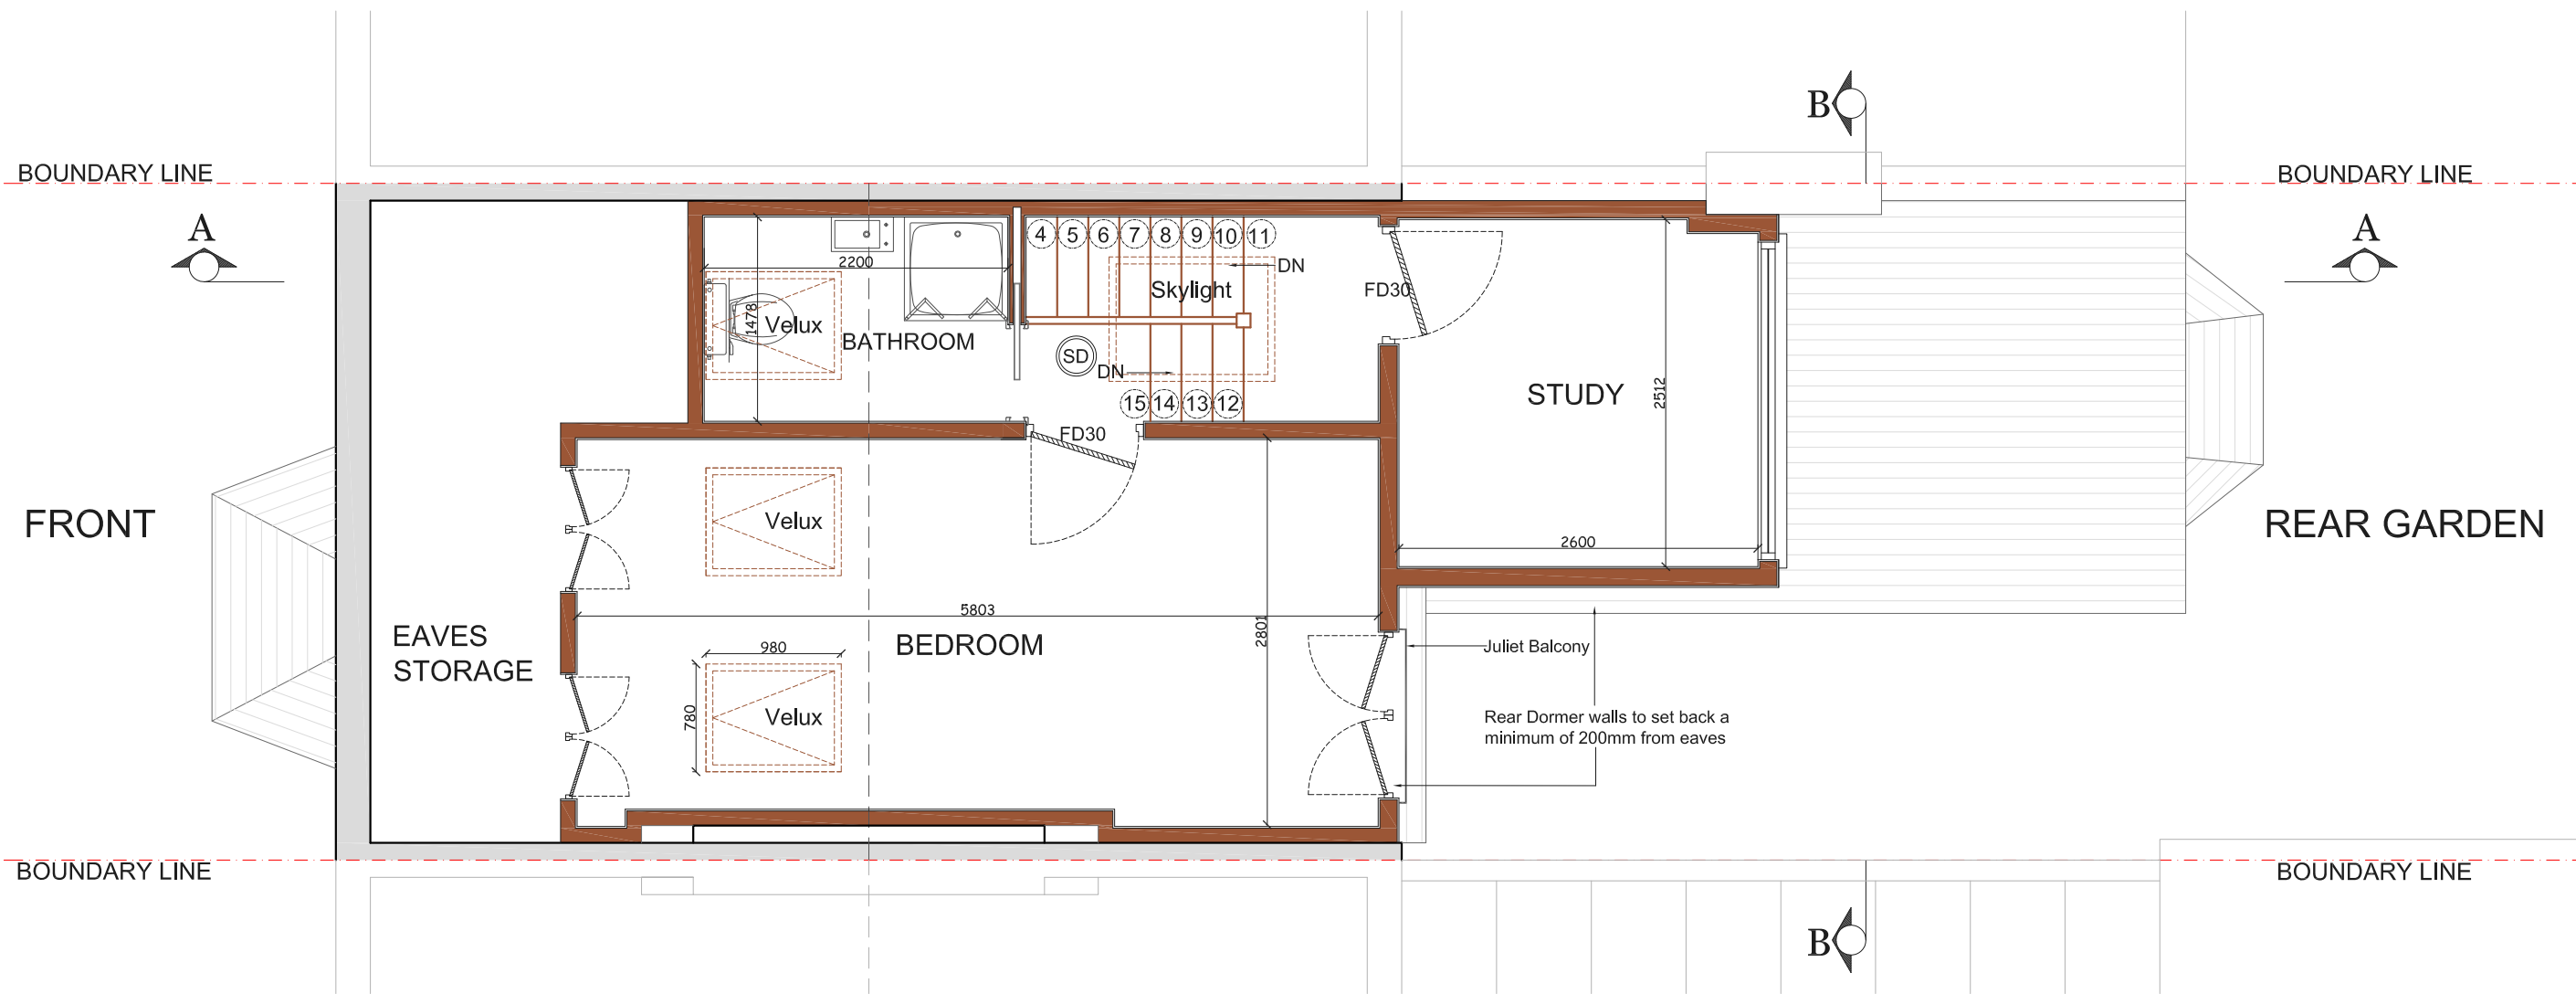 B
BOUNDARY LINE
BOUNDARY LINE
A
A
4 5 6 7 8 9 10 11
2200
DN
Skylight
FD30
1478
Velux
BATHROOM
SD
DN
STUDY
2512
15 14 13 12
FD30
FRONT
Velux
REAR GARDEN
2600
5803
EAVES
STORAGE
980
BEDROOM
2801
Juliet Balcony
780
Velux
Rear Dormer walls to set back a
minimum of 200mm from eaves
BOUNDARY LINE
BOUNDARY LINE
B